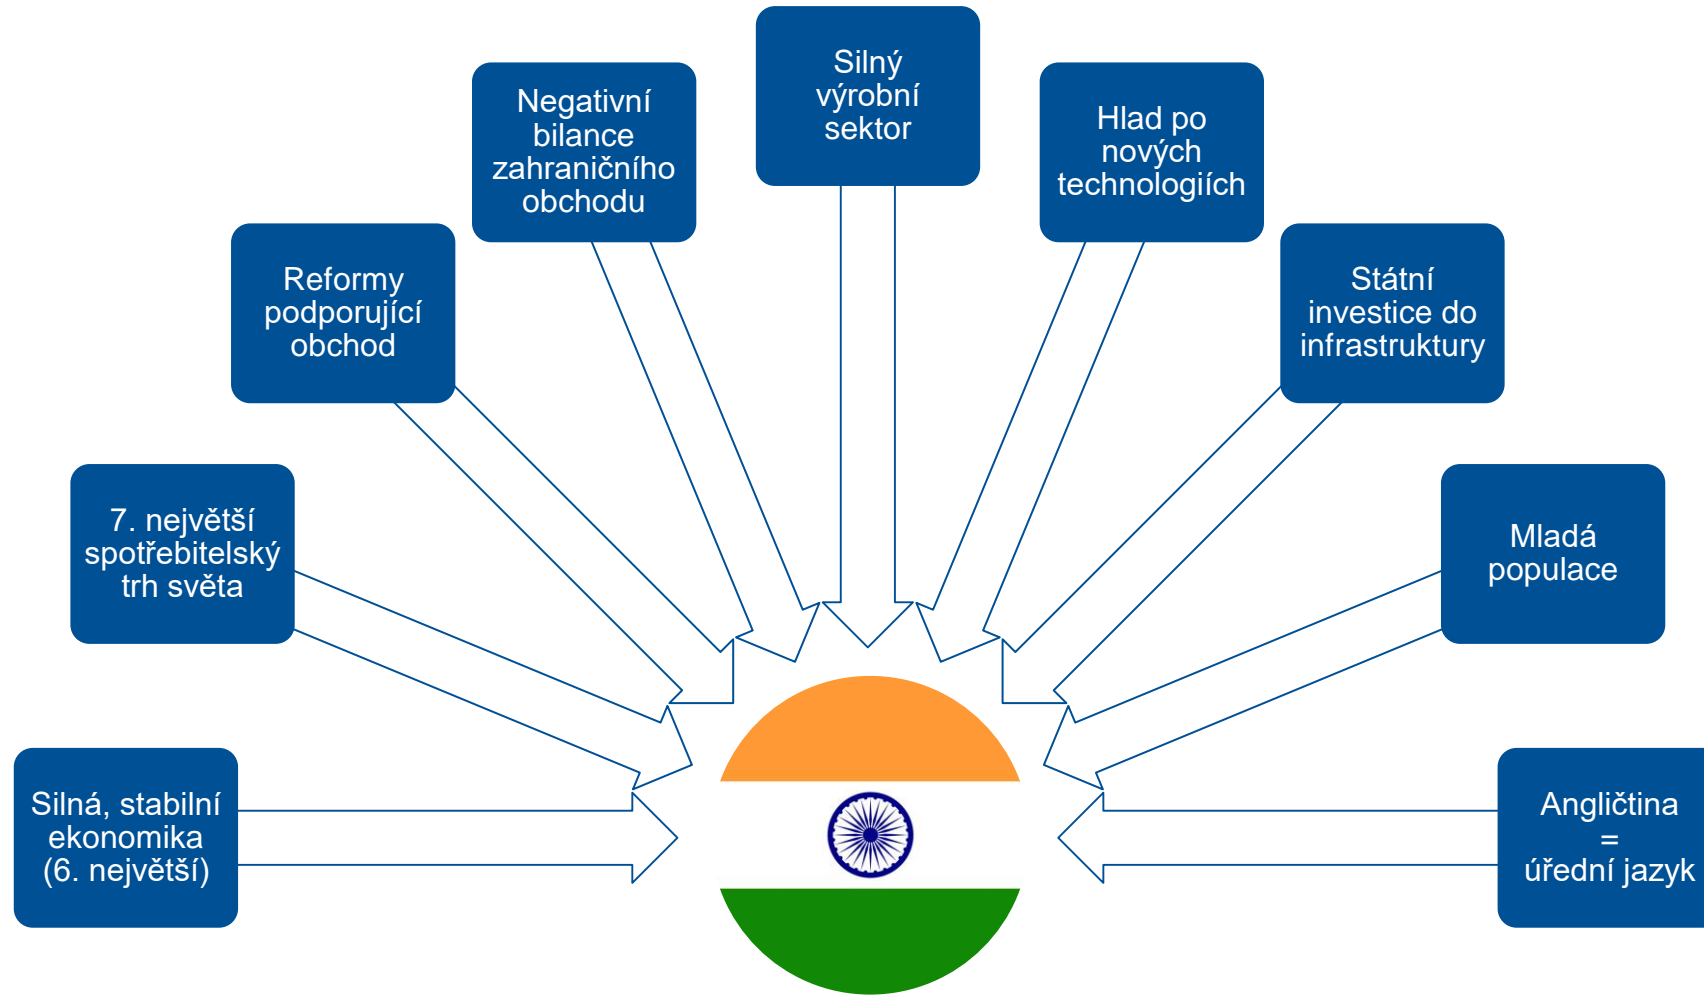 Silný
výrobní
sektor
Negativní
bilance
zahraničního
obchodu
Hlad po
nových
technologiích
Reformy
podporující
obchod
Státní
investice do
infrastruktury
7. největší
spotřebitelský
trh světa
Mladá
populace
Silná, stabilní
ekonomika
(6. největší)
Angličtina
=
úřední jazyk